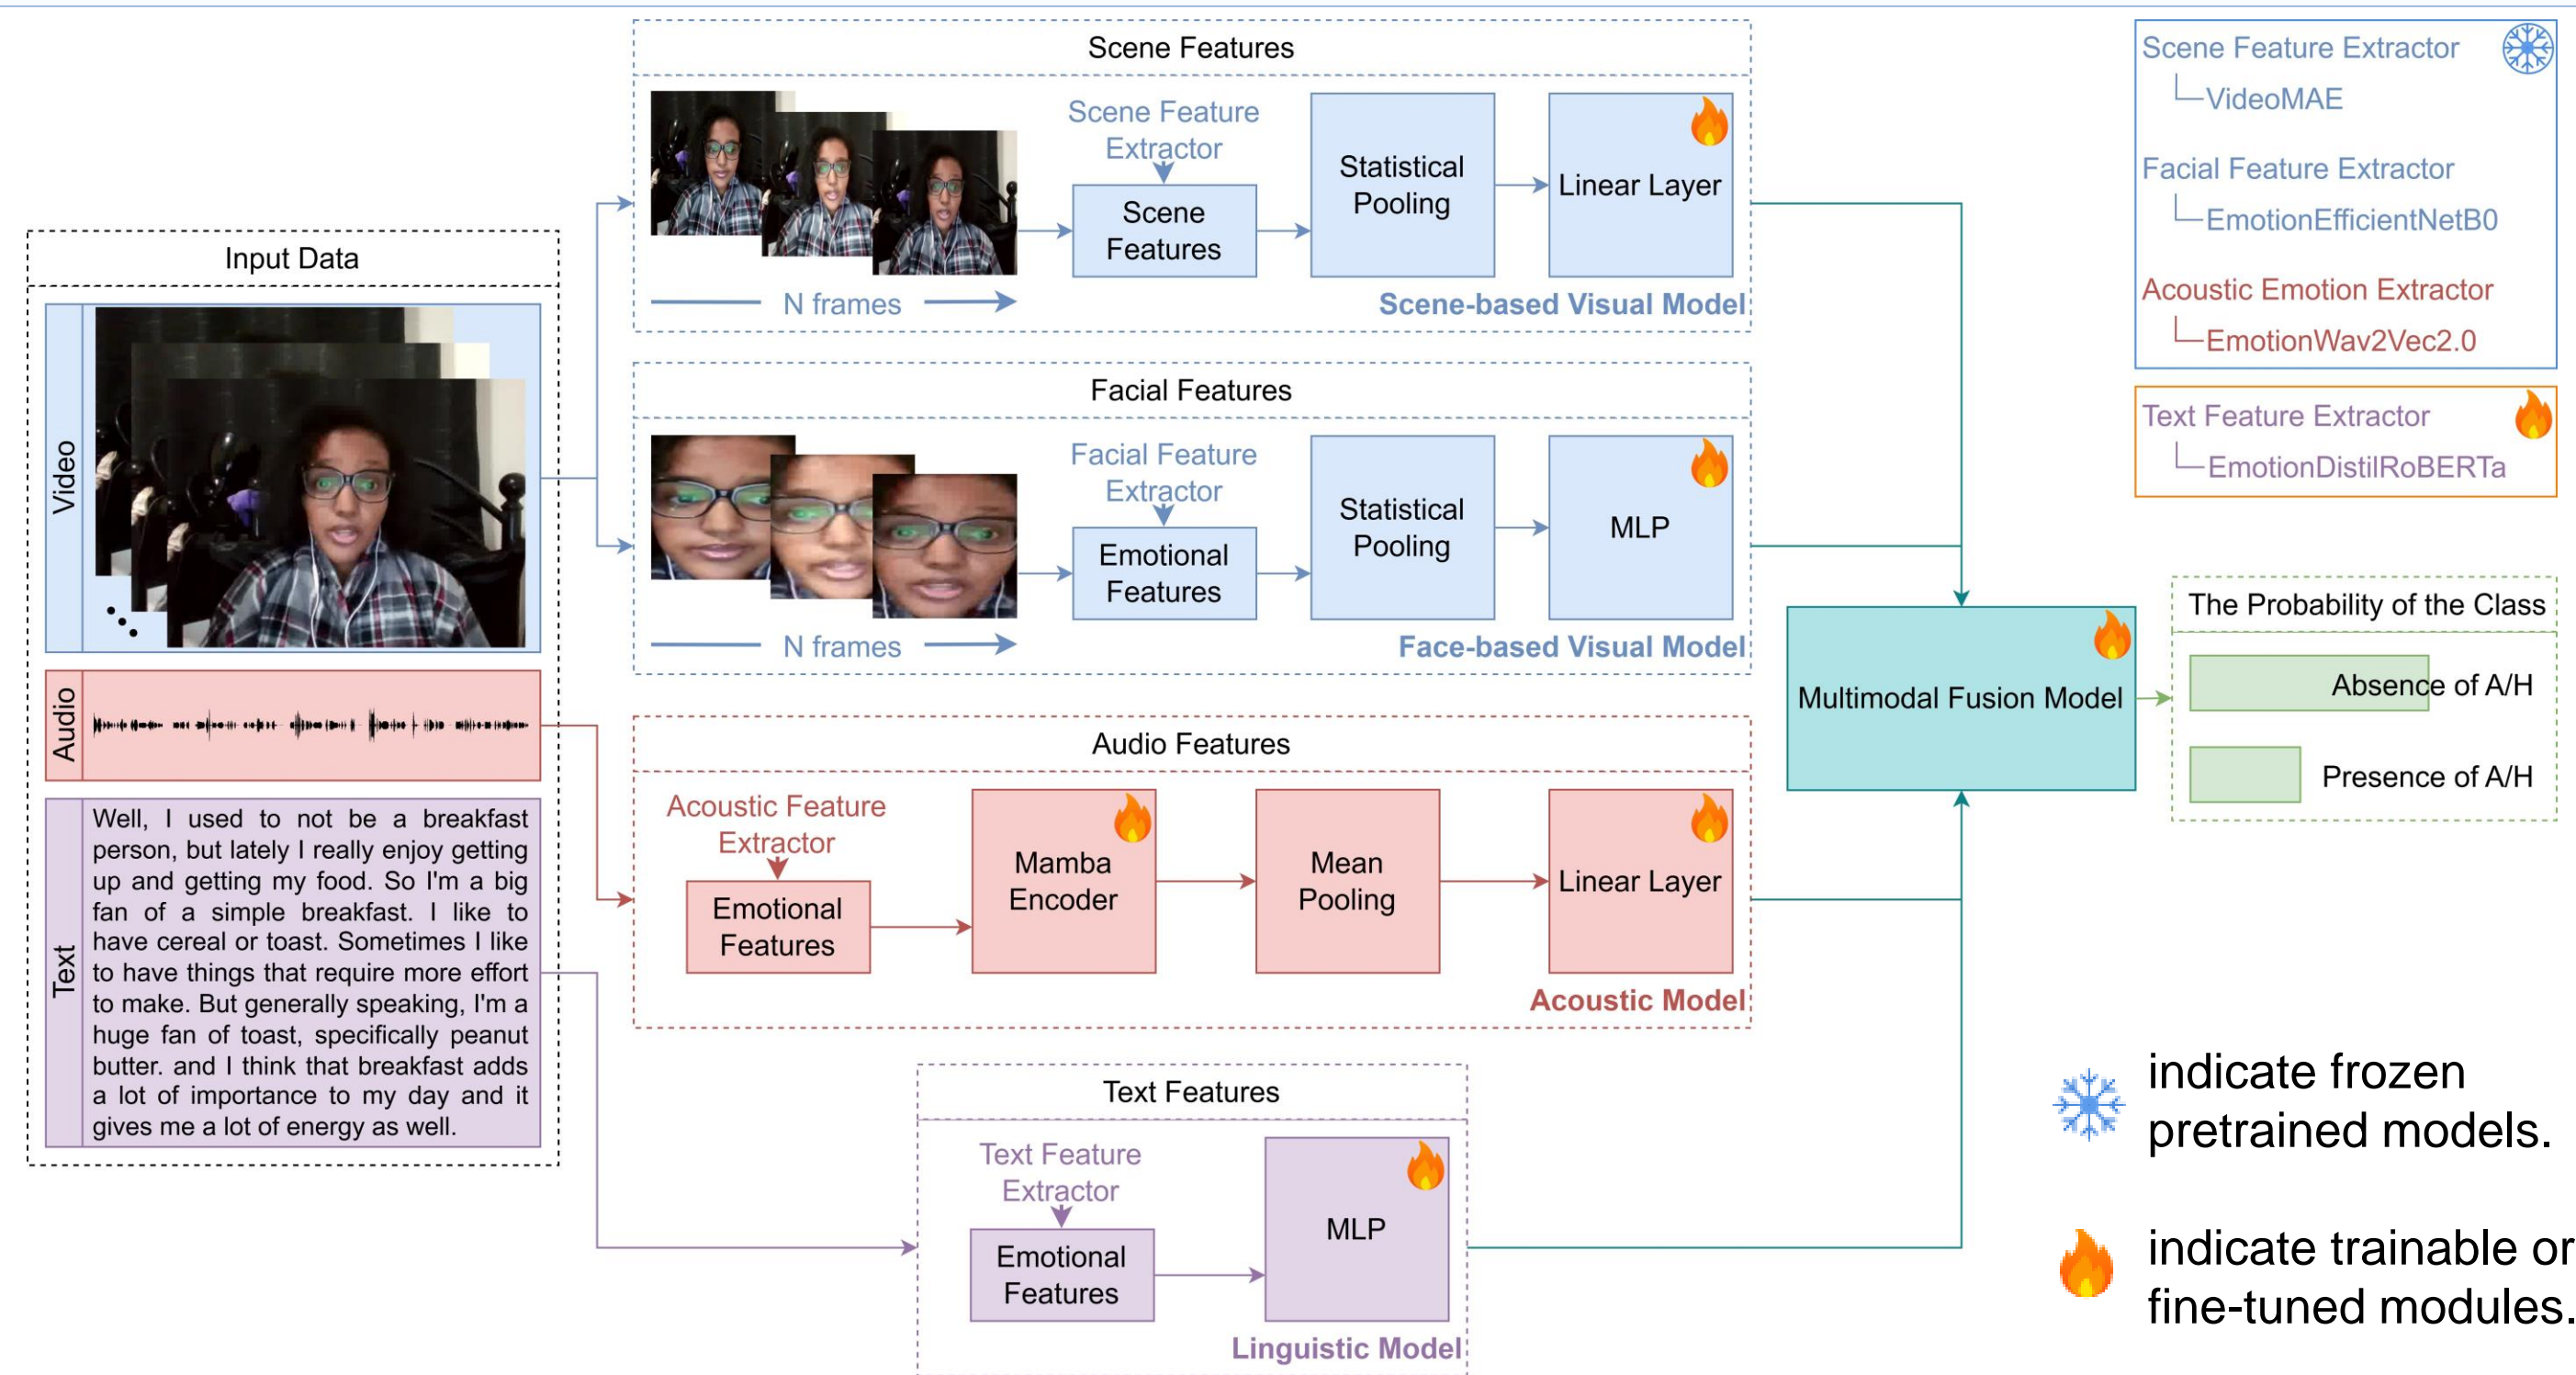 Input Data
Video
Audio
Text
Well, I used to not be a breakfast
person, but lately I really enjoy getting
up and getting my food. So I'm a big
fan of a simple breakfast. I like to
have cereal or toast. Sometimes I like
to have things that require more effort
to make. But generally speaking, I'm a
huge fan of toast, specifically peanut
butter. and I think that breakfast adds
a lot of importance to my day and it
gives me a lot of energy as well.
Scene Features
N frames
Scene Feature
Extractor
Scene
Features
Statistical
Pooling
Linear Layer
Scene-based Visual Model
Facial Features
N frames
Facial Feature
Extractor
Emotional
Features
Statistical
Pooling
MLP
Face-based Visual Model
Audio Features
Acoustic Feature
Extractor
Emotional
Features
Mamba
Encoder
Mean
Pooling
Linear Layer
Acoustic Model
Text Features
Text Feature
Extractor
Emotional
Features
MLP
Linguistic Model
Multimodal Fusion Model
Scene Feature Extractor
VideoMAE
Facial Feature Extractor
EmotionEfficientNetB0
Acoustic Emotion Extractor
EmotionWav2Vec2.0
Text Feature Extractor
EmotionDistilRoBERTa
The Probability of the Class
Absence of A/H
Presence of A/H
indicate frozen
pretrained models.
indicate trainable or
fine-tuned modules.